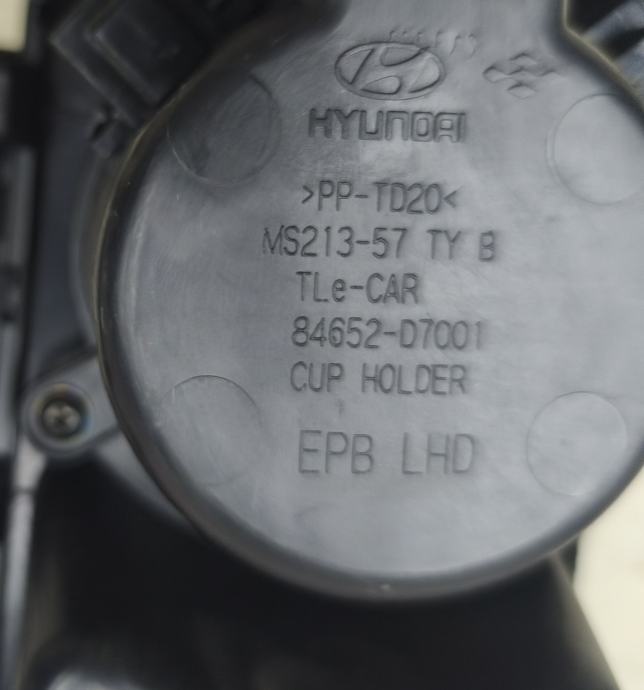 HYUNDAI
>PP-TD20<
MS213-57 TY B
TLe-CAR
84652-D7001
CUP HOLDER
EPB LHD